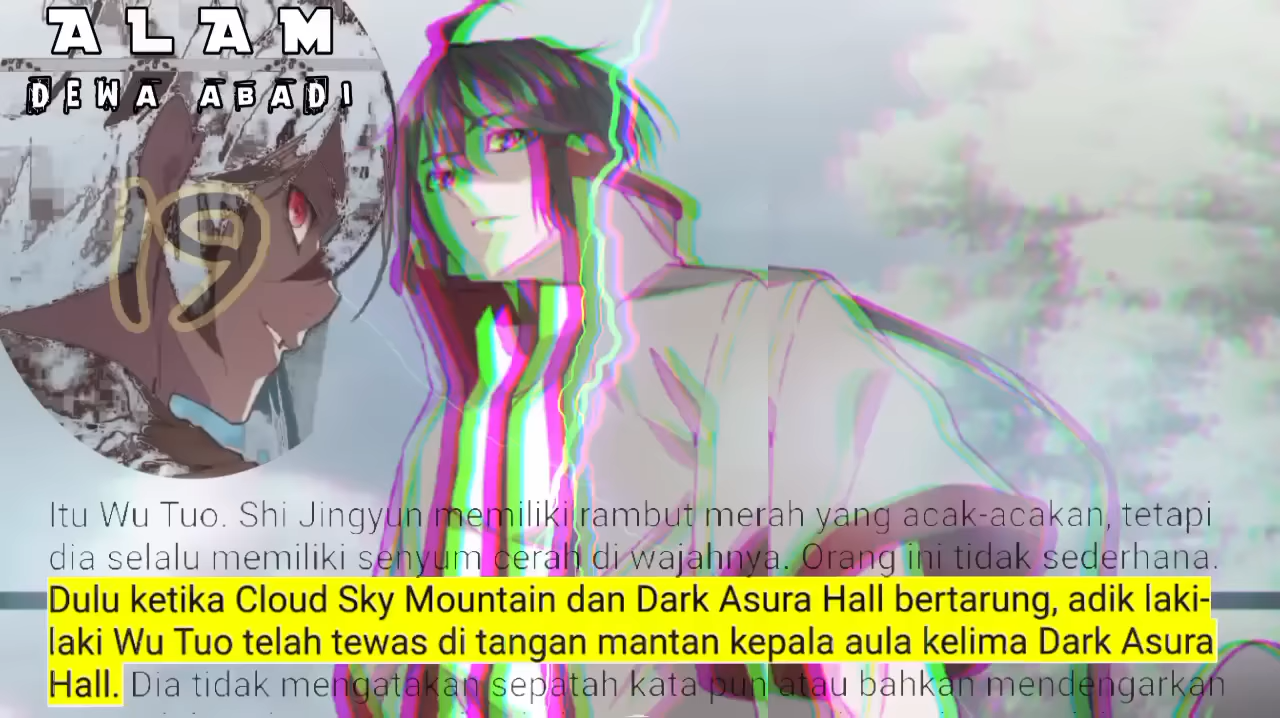 ALAM
DEWA ABADI
19
Itu Wu Tuo. Shi Jingyun memiliki rambut merah yang acak-acakan, tetapi
dia selalu memiliki senyum cerah di wajahnya. Orang ini tidak sederhana.
Dulu ketika Cloud Sky Mountain dan Dark Asura Hall bertarung, adik laki-
laki Wu Tuo telah tewas di tangan mantan kepala aula kelima Dark Asura
Hall. Dia tidak mengatakan sepatah kata pun atau bahkan mendengarkan